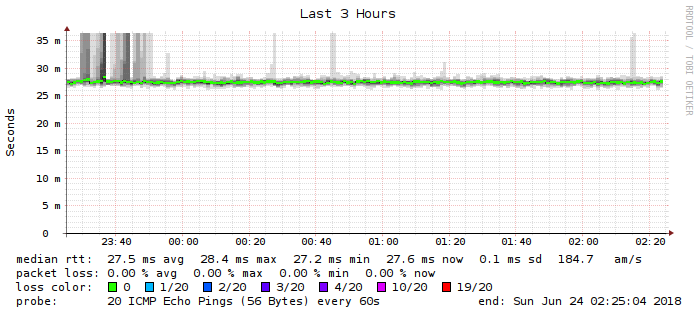 Last 3 Hours
RRDTOOL / TOBI OETIKER
Seconds
35 m
30 m
25 m
20 m
15 m
10 m
5 m
0
23:40 00:00 00:20 00:40 01:00 01:20 01:40 02:00 02:20
median rtt: 27.5 ms avg 28.4 ms max 27.2 ms min 27.6 ms now 0.1 ms sd 184.7 am/s
packet loss: 0.00 % avg 0.00 % max 0.00 % min 0.00 % now
loss color: 0 1/20 2/20 3/20 4/20 10/20 19/20
probe: 20 ICMP Echo Pings (56 Bytes) every 60s end: Sun Jun 24 02:25:04 2018